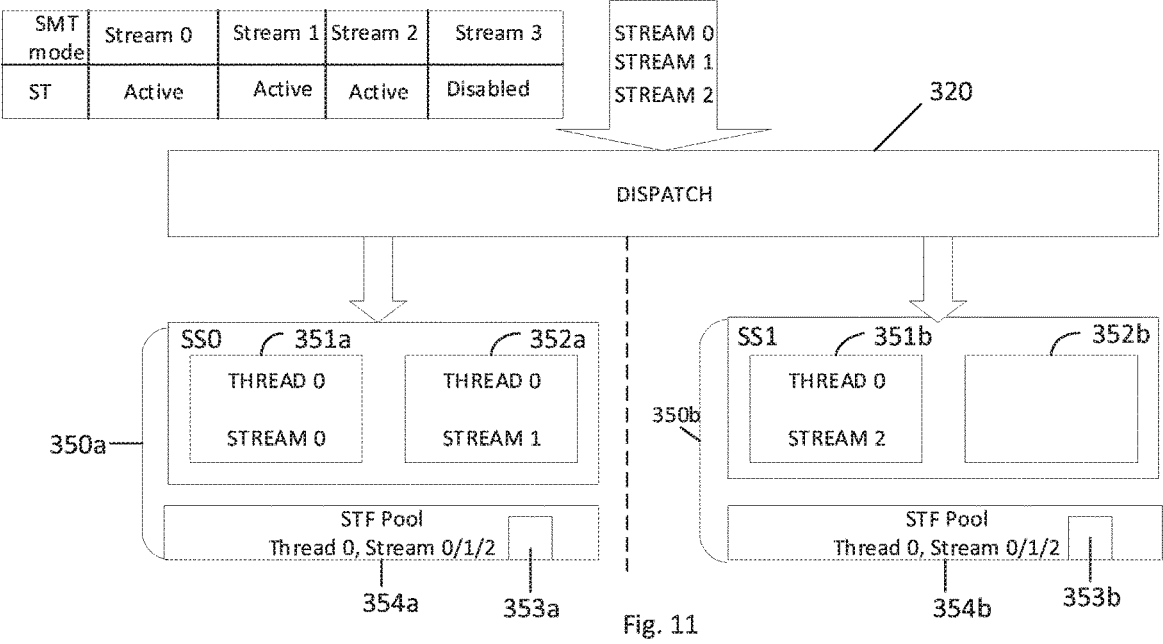 SMT mode Stream 0 Stream 1 Stream 2 Stream 3
ST Active Active Active Disabled
STREAM 0
STREAM 1
STREAM 2
320
DISPATCH
SS0 351a 352a
THREAD 0 THREAD 0
STREAM 0 STREAM 1
350a
STF Pool
Thread 0, Stream 0/1/2
354a 353a
SS1 351b 352b
THREAD 0
STREAM 2
350b
STF Pool
Thread 0, Stream 0/1/2
354b 353b
Fig. 11